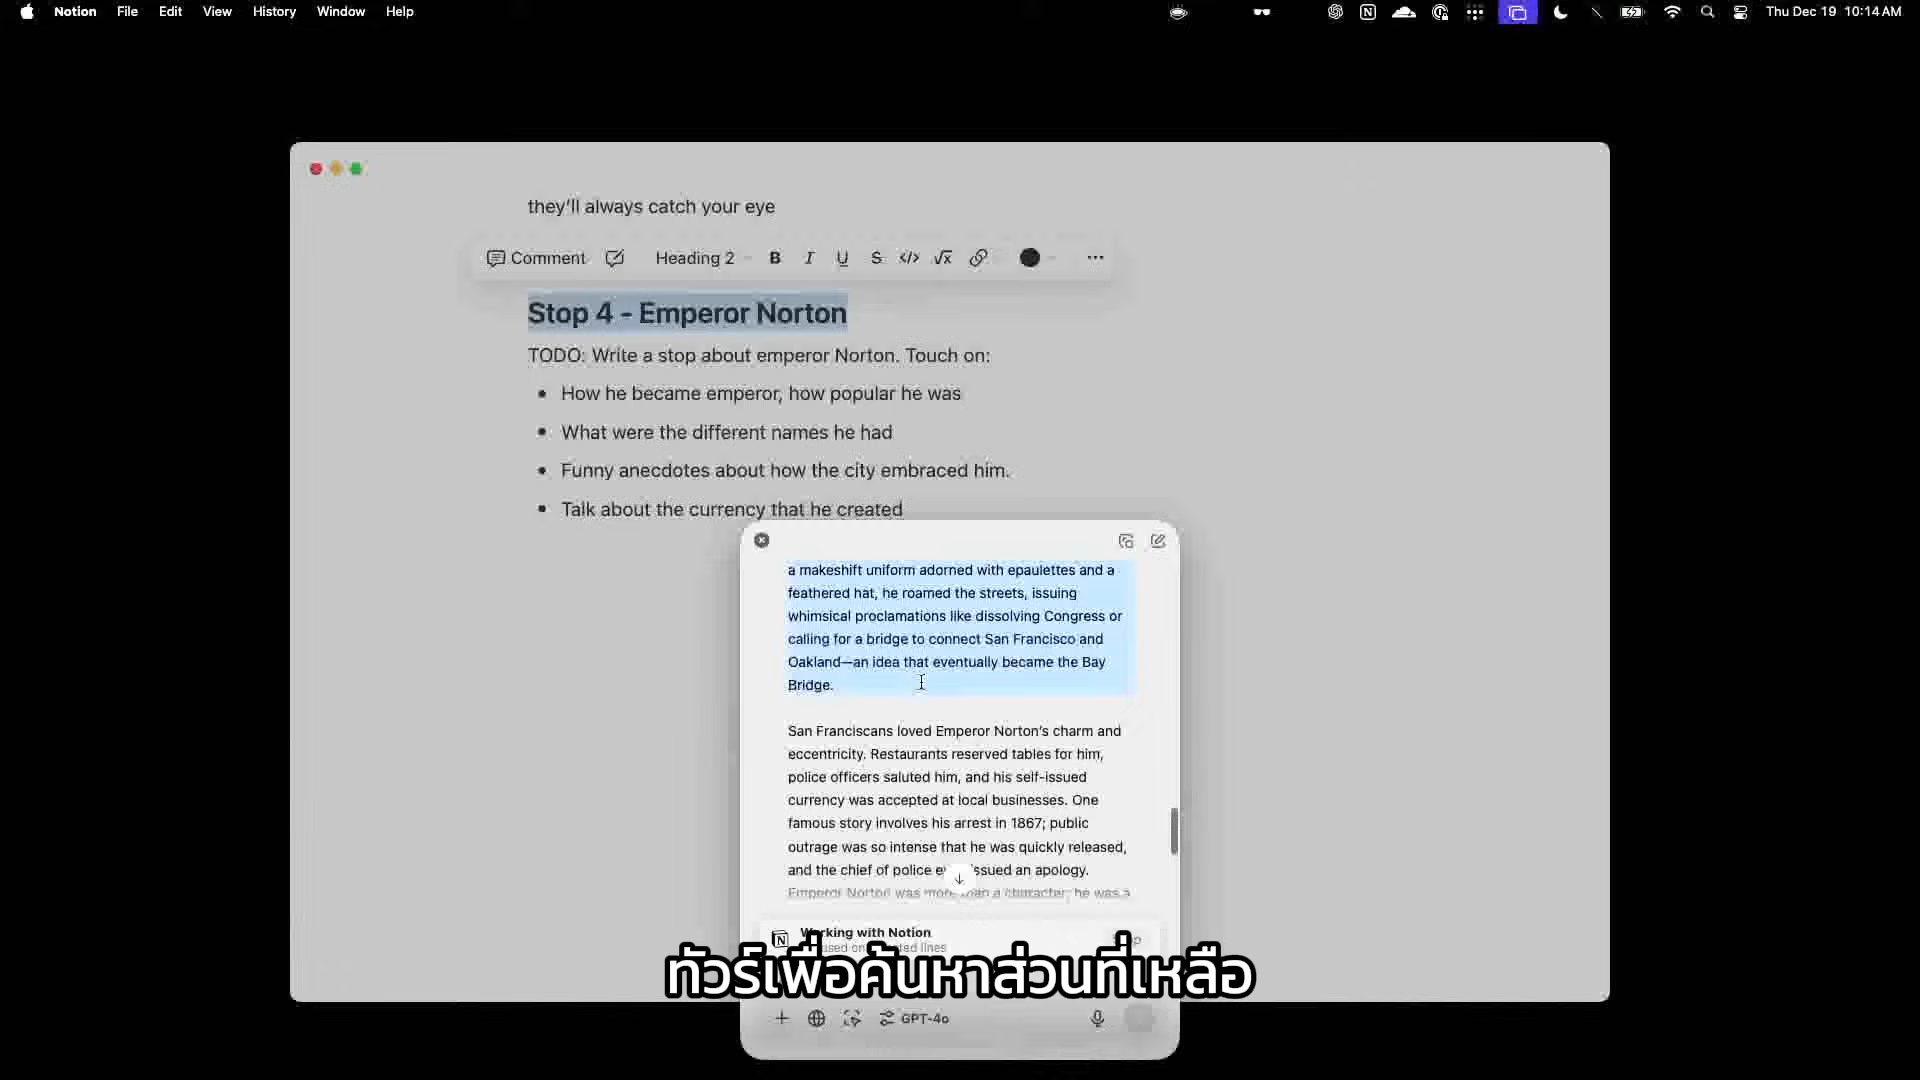 Notion File Edit View History Window Help Thu Dec 19 10:14 AM
they'll always catch your eye
Comment Heading 2 B I U S </> √x
Stop 4 - Emperor Norton
TODO: Write a stop about emperor Norton. Touch on:
• How he became emperor, how popular he was
• What were the different names he had
• Funny anecdotes about how the city embraced him.
• Talk about the currency that he created
a makeshift uniform adorned with epaulettes and a
feathered hat, he roamed the streets, issuing
whimsical proclamations like dissolving Congress or
calling for a bridge to connect San Francisco and
Oakland—an idea that eventually became the Bay
Bridge.
San Franciscans loved Emperor Norton's charm and
eccentricity. Restaurants reserved tables for him,
police officers saluted him, and his self-issued
currency was accepted at local businesses. One
famous story involves his arrest in 1867; public
outrage was so intense that he was quickly released,
and the chief of police issued an apology.
Emperor Norton was more than a character; he was a
Working with Notion
lines
ทัวร์เพื่อค้นหาส่วนที่เหลือ
GPT-4o